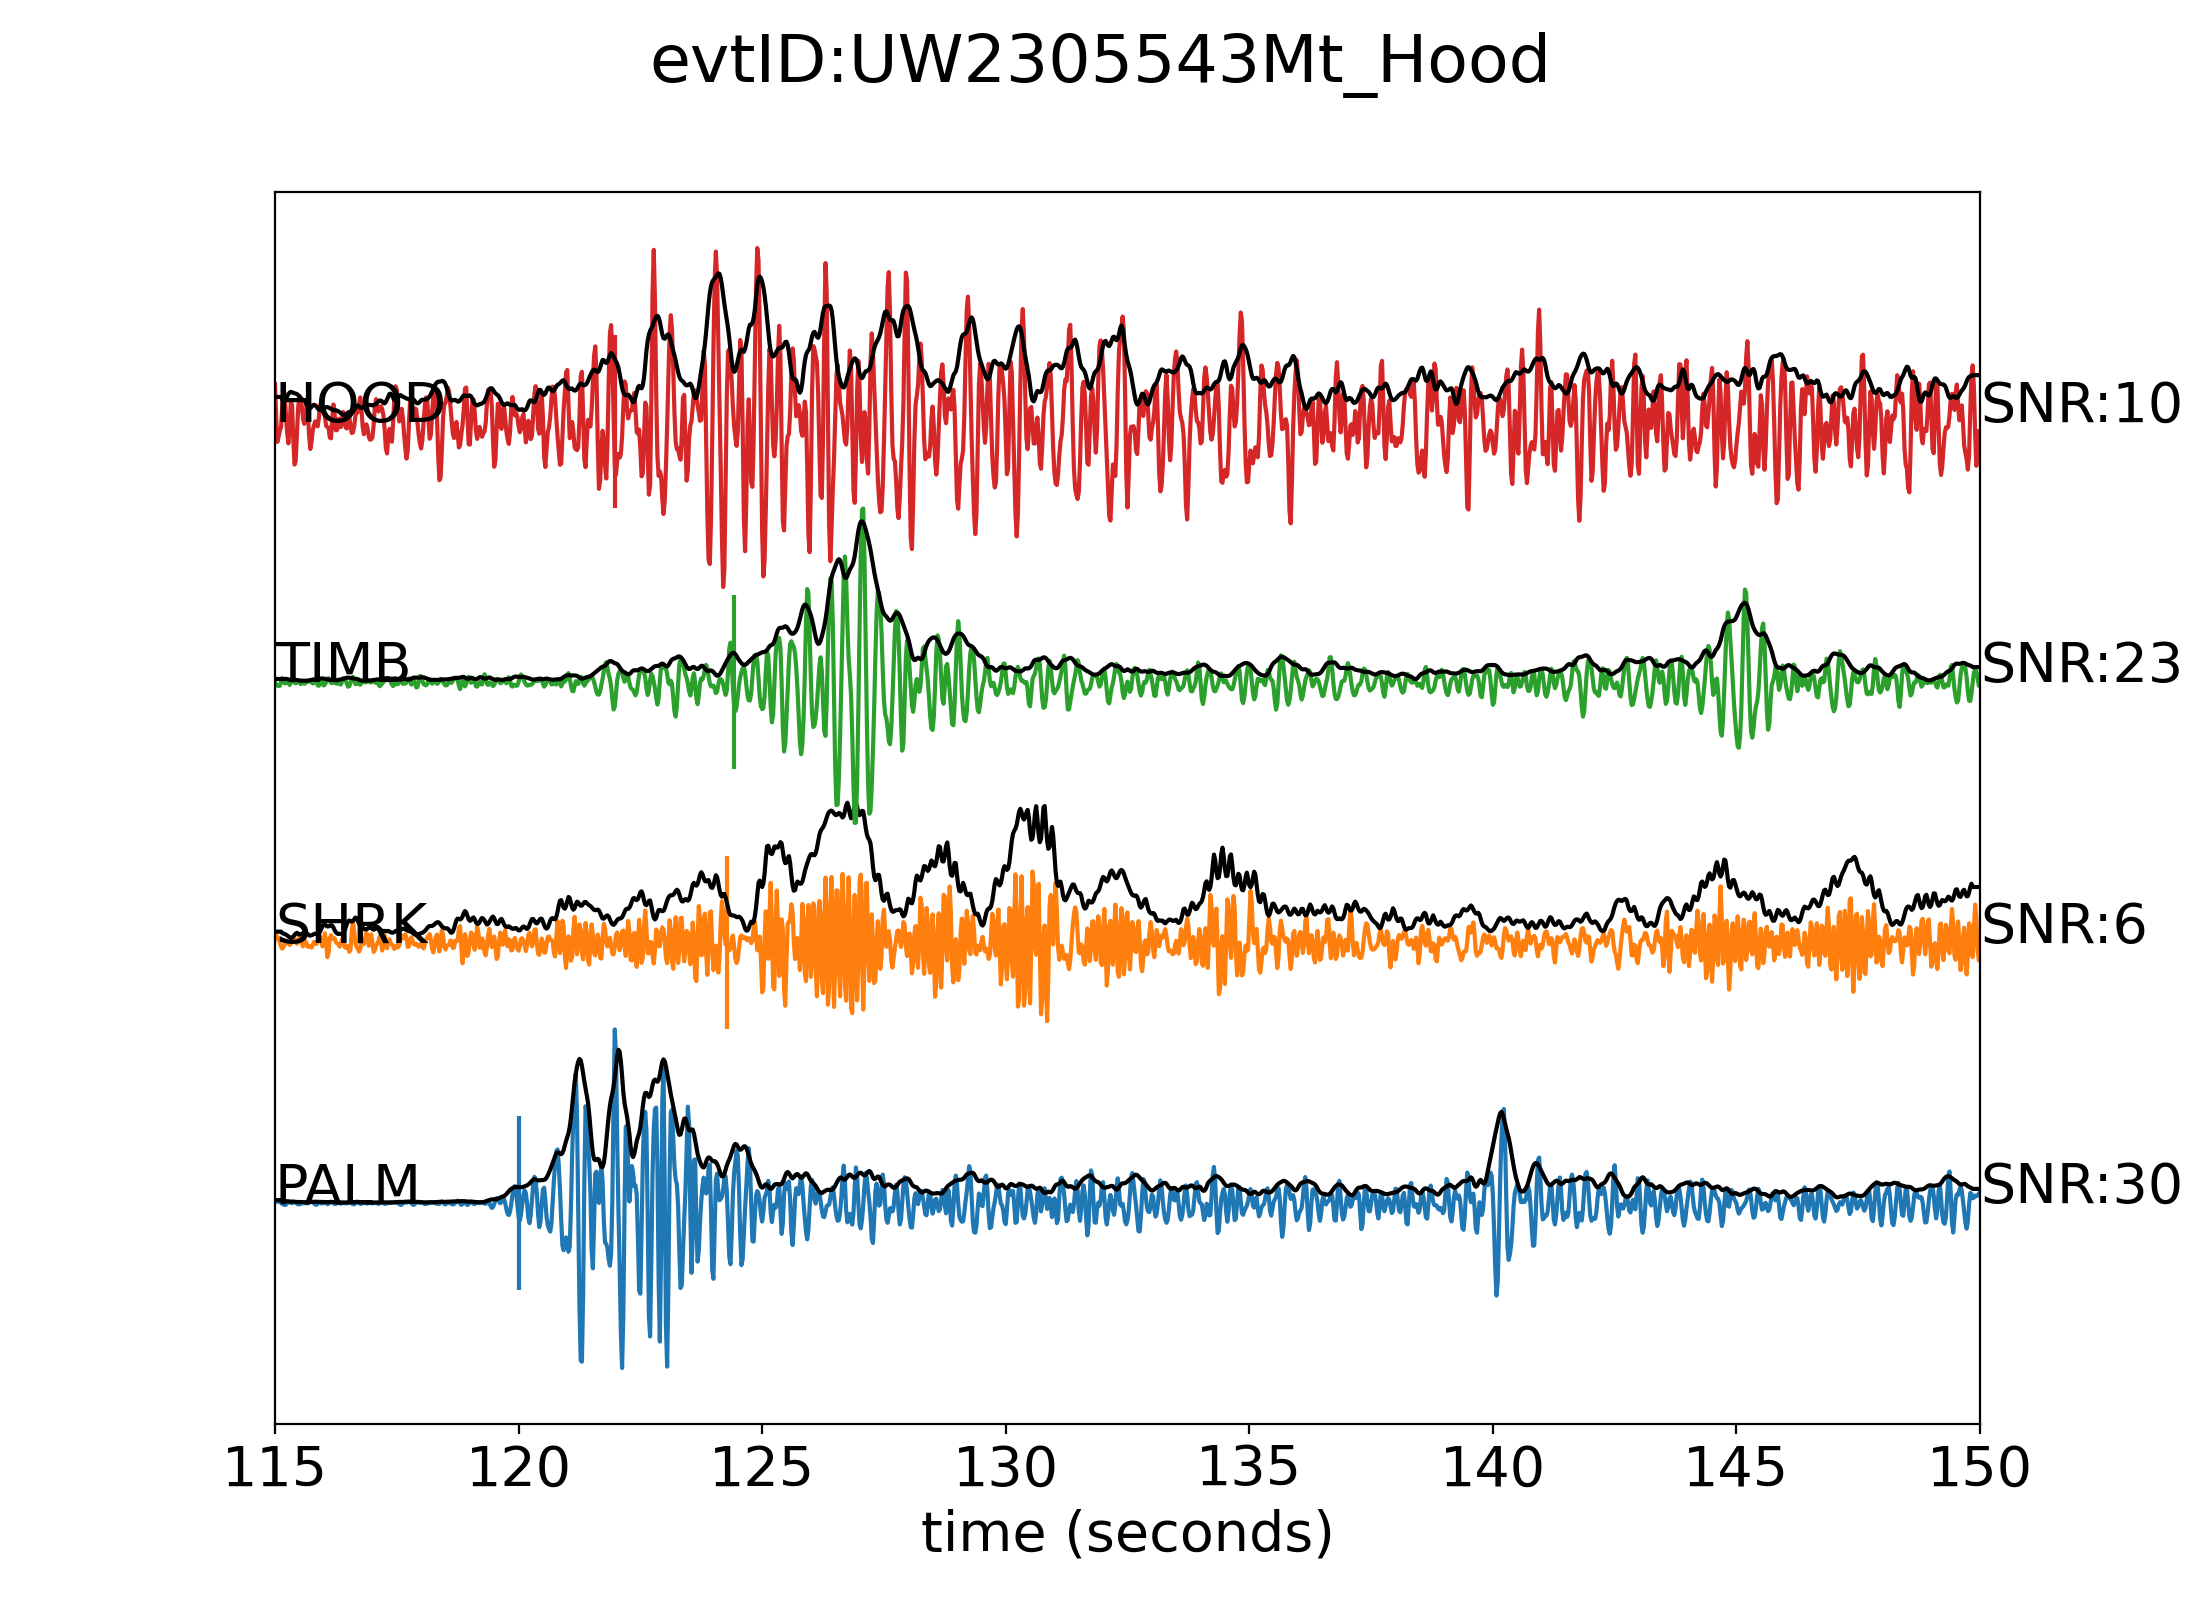 evtID:UW2305543Mt_Hood
HOOD SNR:10
TIMB SNR:23
SHRK SNR:6
PALM SNR:30
115 120 125 130 135 140 145 150
time (seconds)